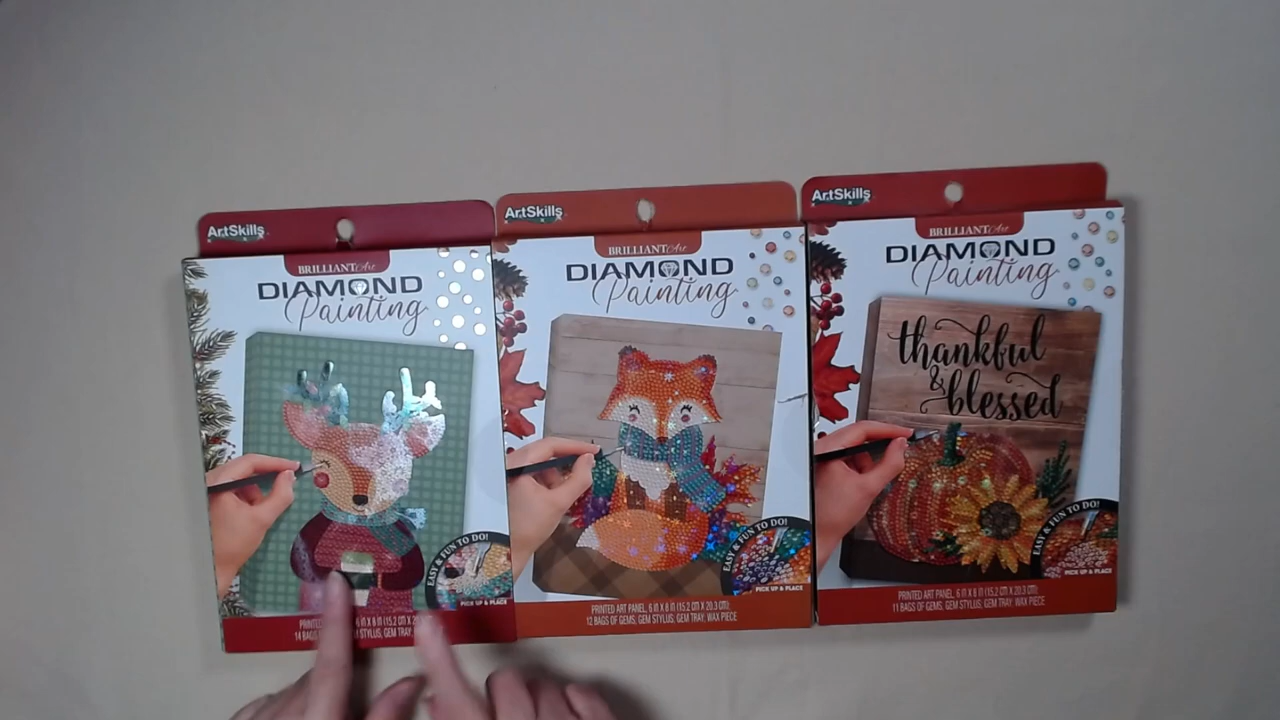 ArtSkills
BRILLIANT Art
DIAMOND
Painting
EASY & FUN TO DO!
PICK UP & PLACE
14 BAGS
ArtSkills
BRILLIANT Art
DIAMOND
Painting
EASY & FUN TO DO!
PICK UP & PLACE
PRINTED ART PANEL, 6 IN X 8 IN (15.2 CM X 20.3 CM);
12 BAGS OF GEMS; GEM STYLUS; GEM TRAY; WAX PIECE
ArtSkills
BRILLIANT Art
DIAMOND
Painting
thankful
&
blessed
EASY & FUN TO DO!
PICK UP & PLACE
PRINTED ART PANEL, 6 IN X 8 IN (15.2 CM X 20.3 CM);
11 BAGS OF GEMS; GEM STYLUS; GEM TRAY; WAX PIECE